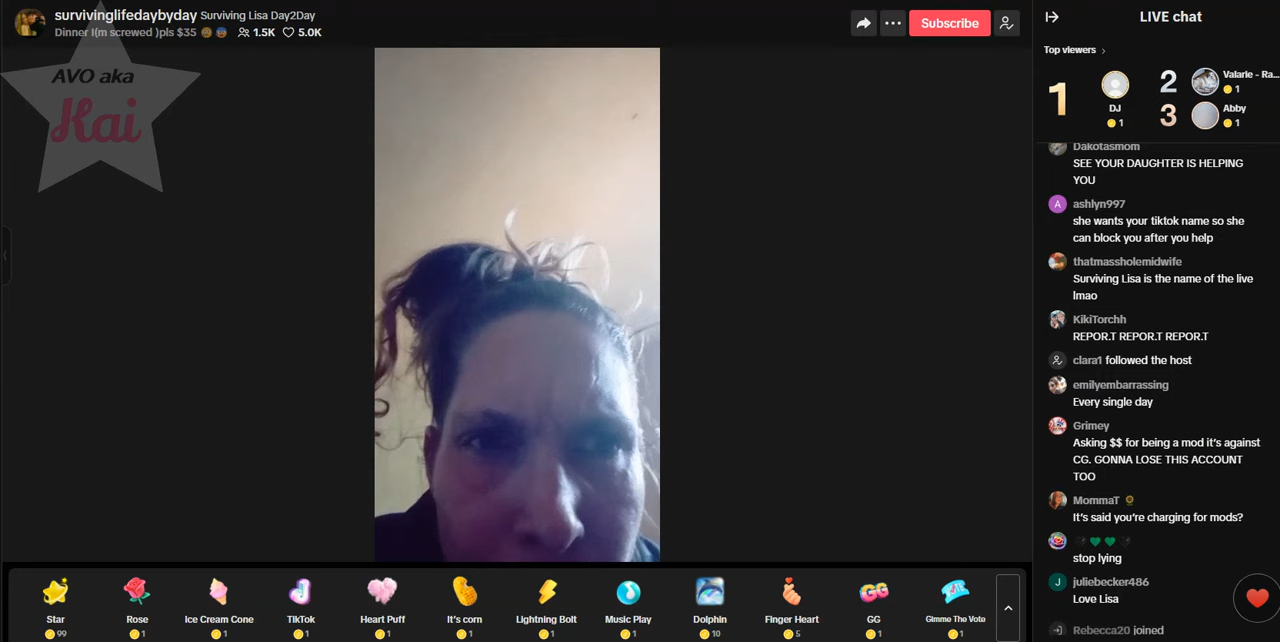 survivinglifedaybyday Surviving Lisa Day2Day
Dinner I(m screwed )pls $35 1.5K 5.0K
Subscribe
AVO aka
Kai
LIVE chat
Top viewers
1
DJ
1
2
Valarie - Ra...
1
3
Abby
1
Dakotasmom
SEE YOUR DAUGHTER IS HELPING
YOU
A
ashlyn997
she wants your tiktok name so she
can block you after you help
thatmassholemidwife
Surviving Lisa is the name of the live
lmao
KikiTorchh
REPOR.T REPOR.T REPOR.T
clara1 followed the host
emilyembarrassing
Every single day
Grimey
Asking $$ for being a mod it's against
CG. GONNA LOSE THIS ACCOUNT
TOO
MommaT
It's said you're charging for mods?
stop lying
J
juliebecker486
Love Lisa
Rebecca20 joined
Star Rose Ice Cream Cone TikTok Heart Puff It's corn Lightning Bolt Music Play Dolphin Finger Heart GG Gimme The Vote
99 1 1 1 1 1 1 1 10 5 1 1